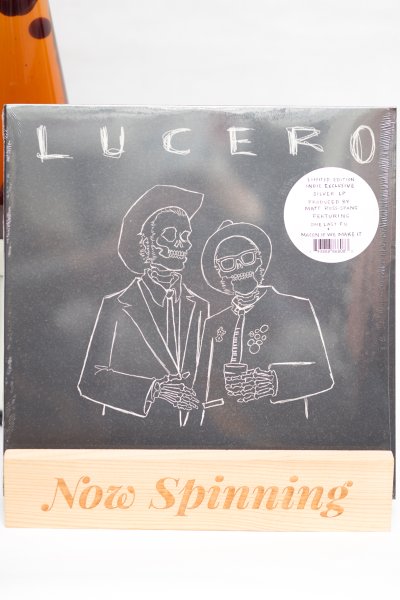 LUCERO
LIMITED EDITION
INDIE EXCLUSIVE
SILVER LP
PRODUCED BY
MATT ROSS-SPANG
FEATURING
ONE LAST F.U.
+
MACON IF WE MAKE IT
Now Spinning